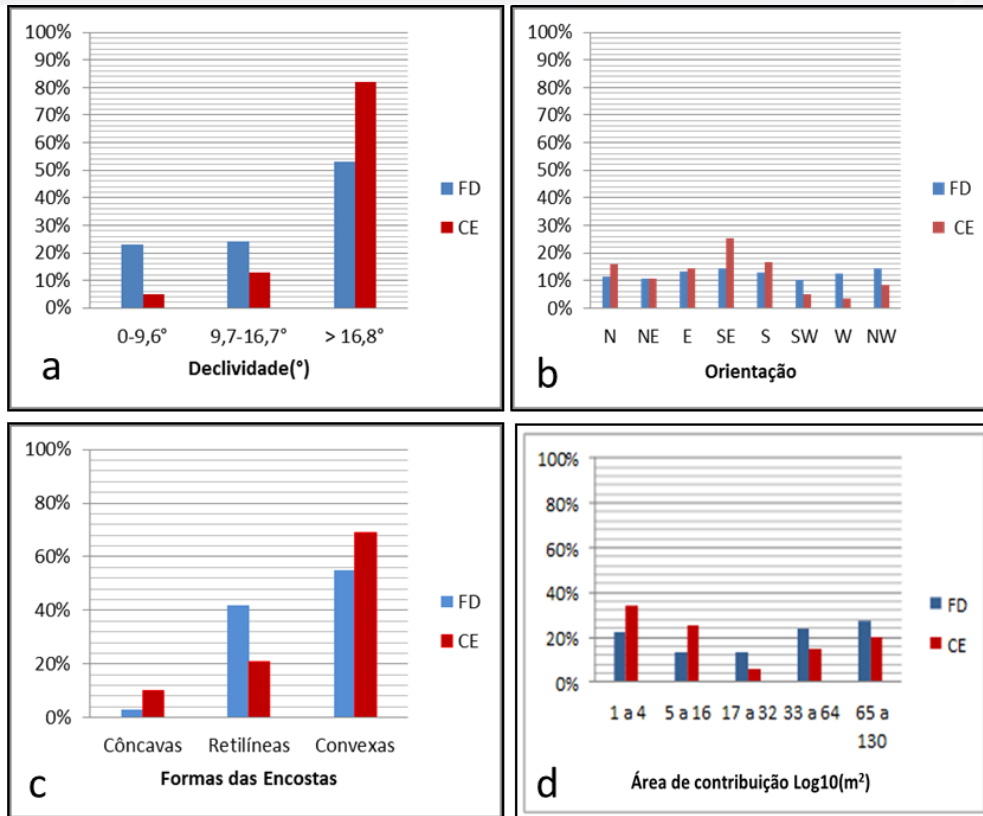 100%
90%
80%
70%
60%
50%
40%
30%
20%
10%
0%
FD
CE
0-9,6° 9,7-16,7° > 16,8°
Declividade(°)
a
100%
90%
80%
70%
60%
50%
40%
30%
20%
10%
0%
FD
CE
N NE E SE S SW W NW
Orientação
b
100%
80%
60%
40%
20%
0%
FD
CE
Côncavas Retilíneas Convexas
Formas das Encostas
c
100%
80%
60%
40%
20%
0%
FD
CE
1 a 4 5 a 16 17 a 32 33 a 64 65 a
130
Área de contribuição Log10(m²)
d